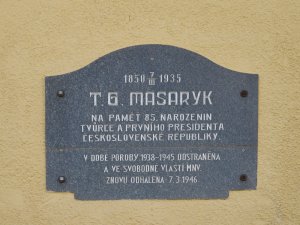 1850 7/III 1935
T. G. MASARYK
NA PAMĚT 85. NAROZENIN
TVŮRCE A PRVNÍHO PRESIDENTA
ČESKOSLOVENSKÉ REPUBLIKY.
V DOBĚ POROBY 1938-1945 ODSTRANĚNA
A VE SVOBODNÉ VLASTI MNV.
ZNOVU ODHALENA 7.3.1946.